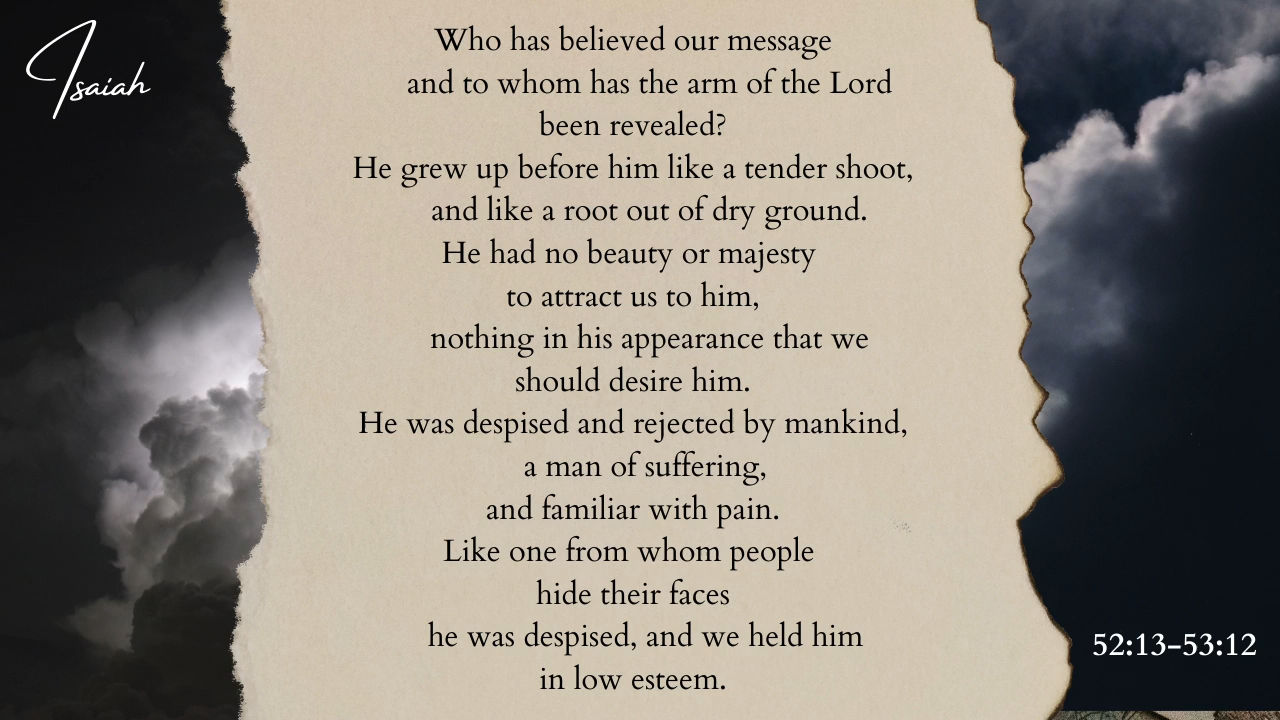 Isaiah
Who has believed our message
and to whom has the arm of the Lord
been revealed?
He grew up before him like a tender shoot,
and like a root out of dry ground.
He had no beauty or majesty
to attract us to him,
nothing in his appearance that we
should desire him.
He was despised and rejected by mankind,
a man of suffering,
and familiar with pain.
Like one from whom people
hide their faces
he was despised, and we held him
in low esteem.
52:13-53:12